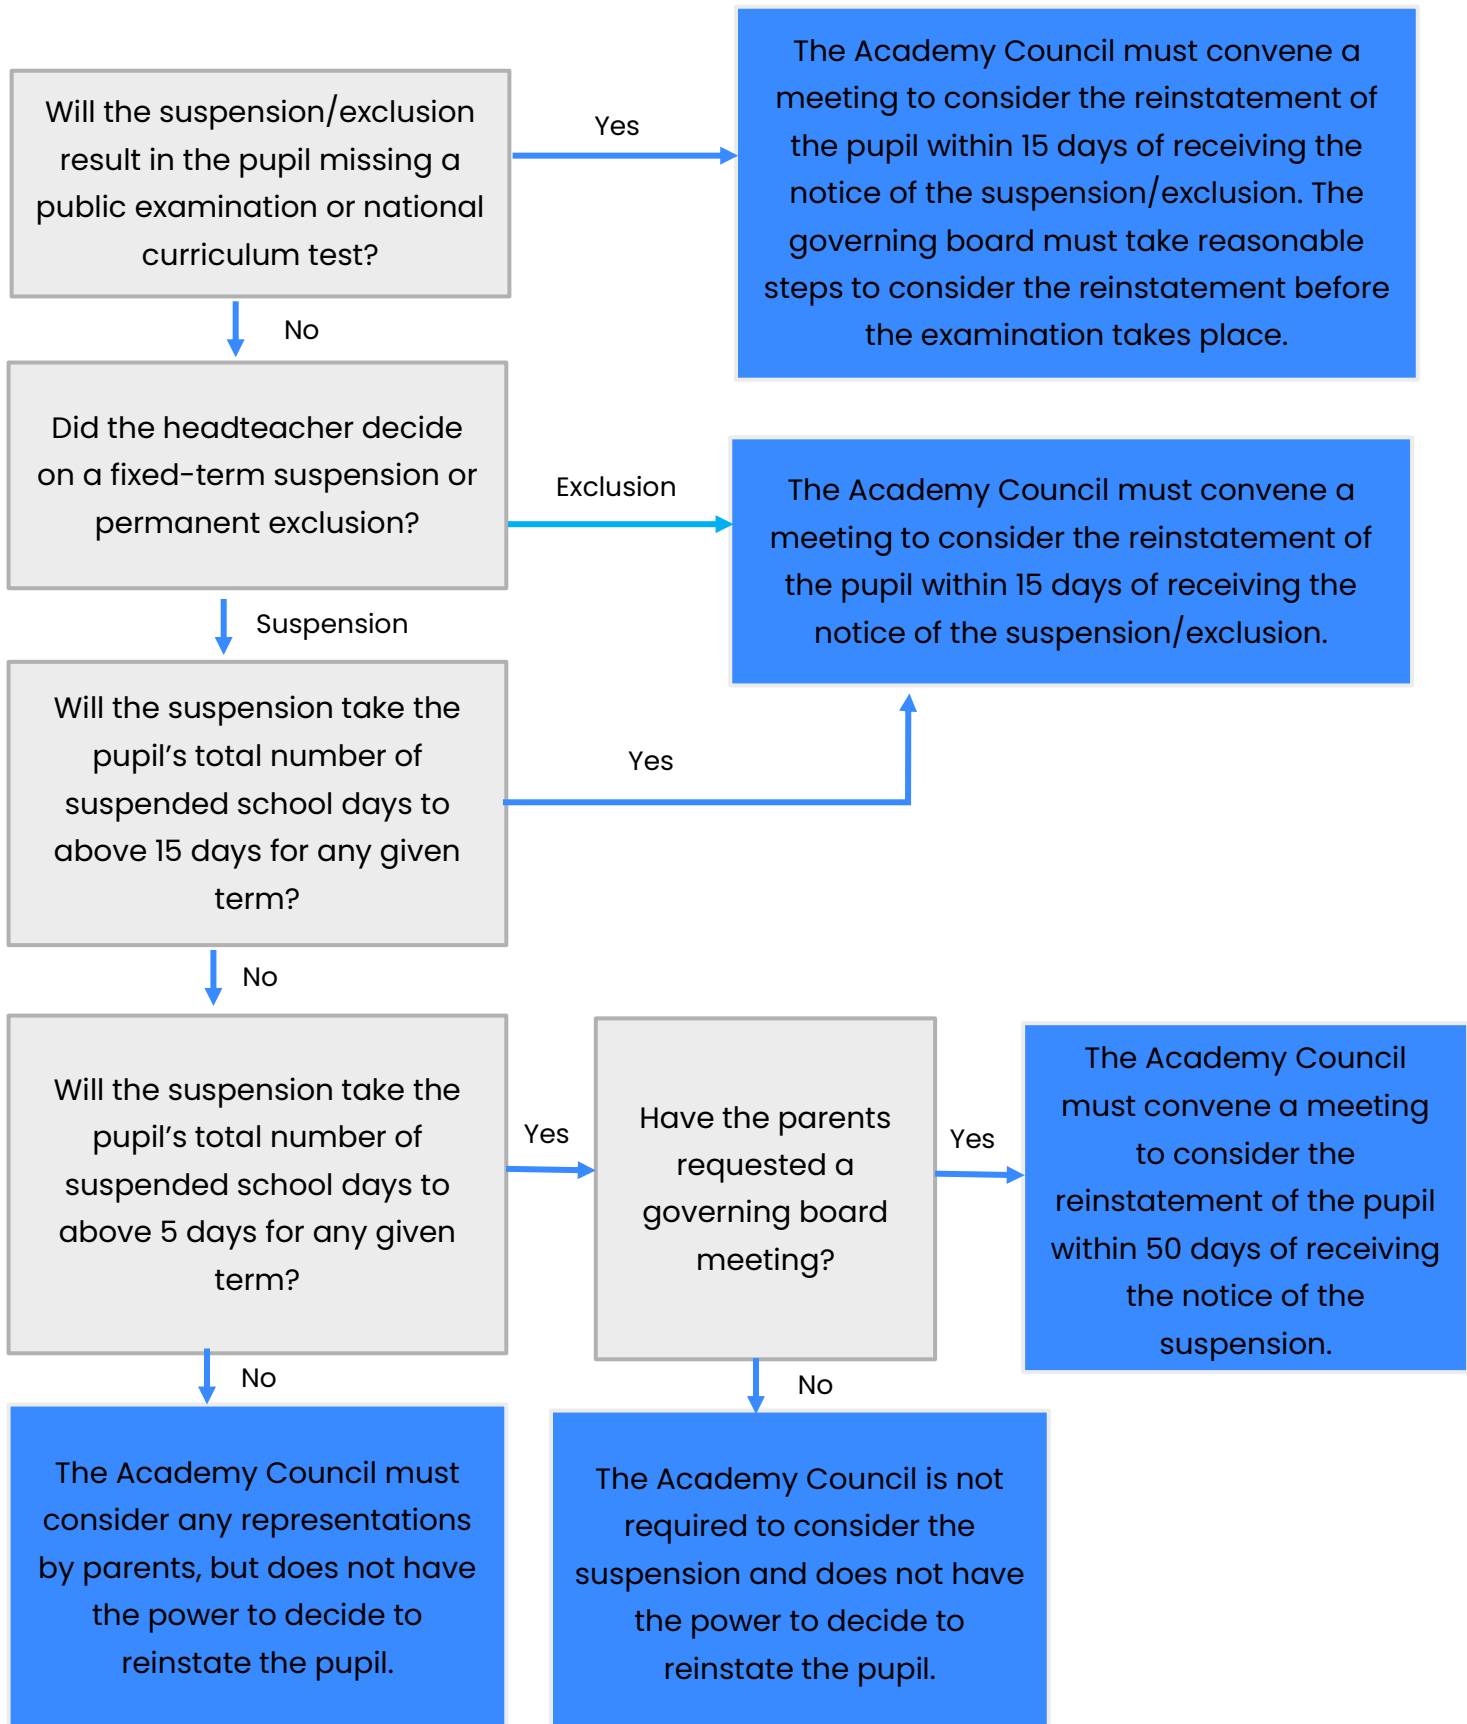 Will the suspension/exclusion
result in the pupil missing a
public examination or national
curriculum test?
Yes
The Academy Council must convene a
meeting to consider the reinstatement of
the pupil within 15 days of receiving the
notice of the suspension/exclusion. The
governing board must take reasonable
steps to consider the reinstatement before
the examination takes place.
No
Did the headteacher decide
on a fixed-term suspension or
permanent exclusion?
Exclusion
The Academy Council must convene a
meeting to consider the reinstatement of
the pupil within 15 days of receiving the
notice of the suspension/exclusion.
Suspension
Will the suspension take the
pupil’s total number of
suspended school days to
above 15 days for any given
term?
Yes
No
Will the suspension take the
pupil’s total number of
suspended school days to
above 5 days for any given
term?
Yes
Have the parents
requested a
governing board
meeting?
Yes
The Academy Council
must convene a meeting
to consider the
reinstatement of the pupil
within 50 days of receiving
the notice of the
suspension.
No
The Academy Council must
consider any representations
by parents, but does not have
the power to decide to
reinstate the pupil.
No
The Academy Council is not
required to consider the
suspension and does not have
the power to decide to
reinstate the pupil.